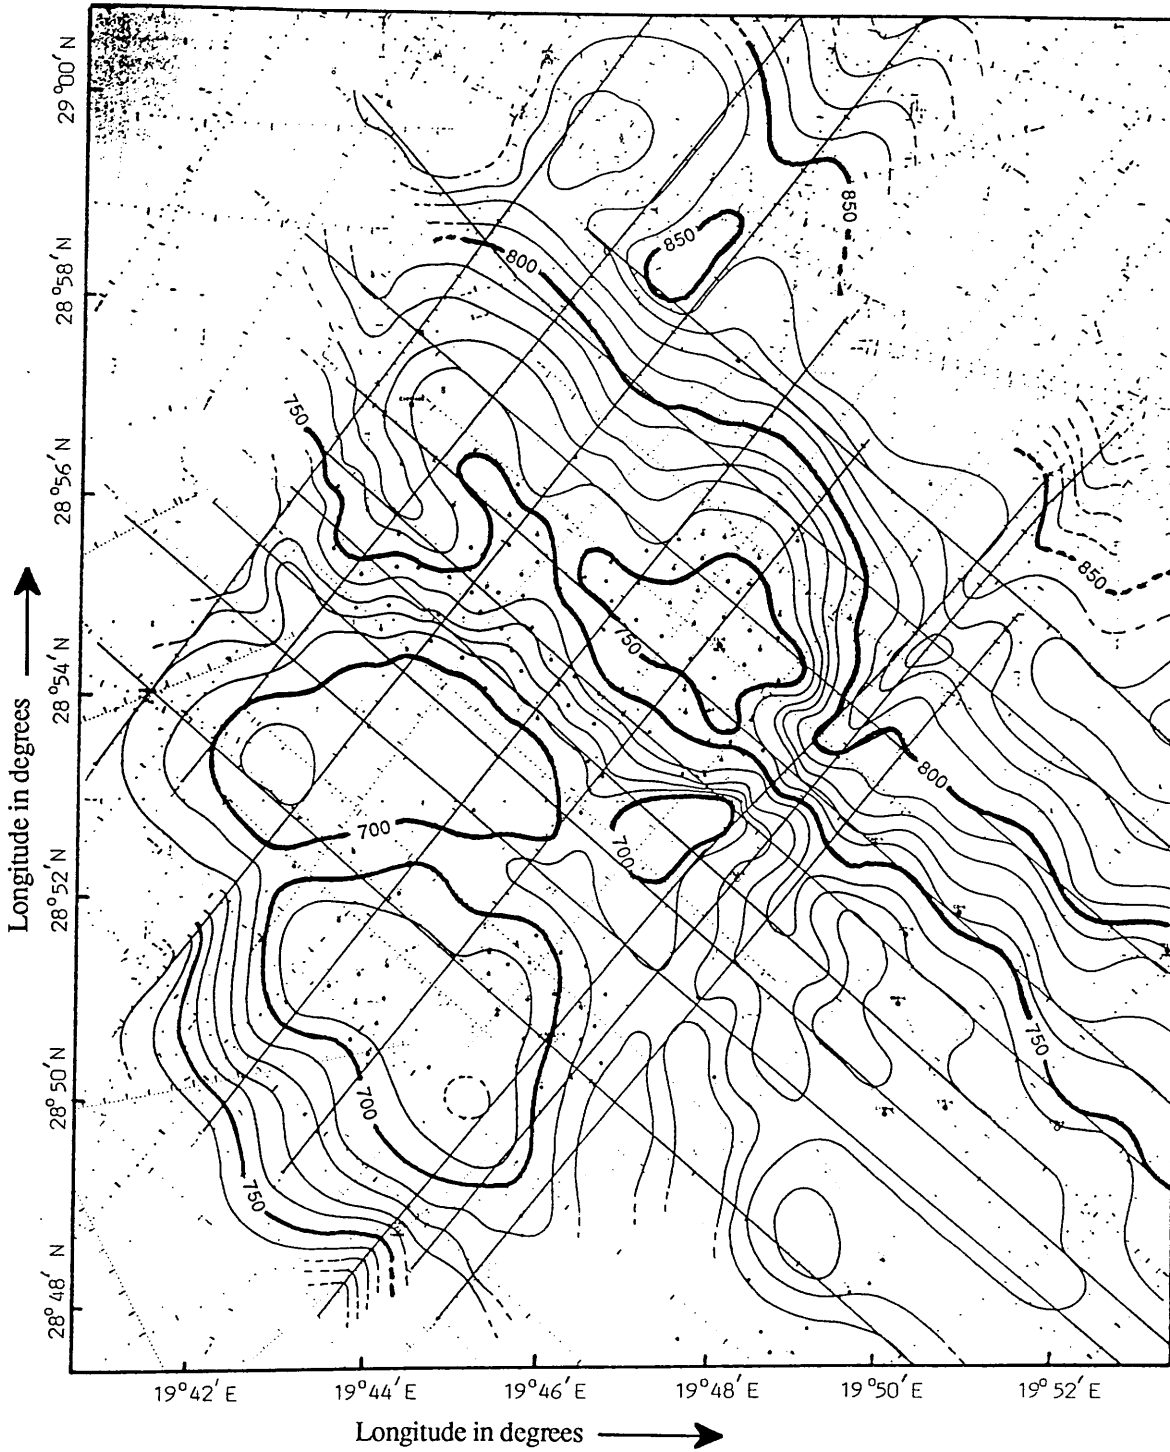 29°00′ N
28°58′ N
28°56′ N
28°54′ N
28°52′ N
28°50′ N
28°48′ N
Longitude in degrees
850
850
800
750
850
750
800
700
700
750
700
750
19°42′ E
19°44′ E
19°46′ E
19°48′ E
19°50′ E
19°52′ E
Longitude in degrees